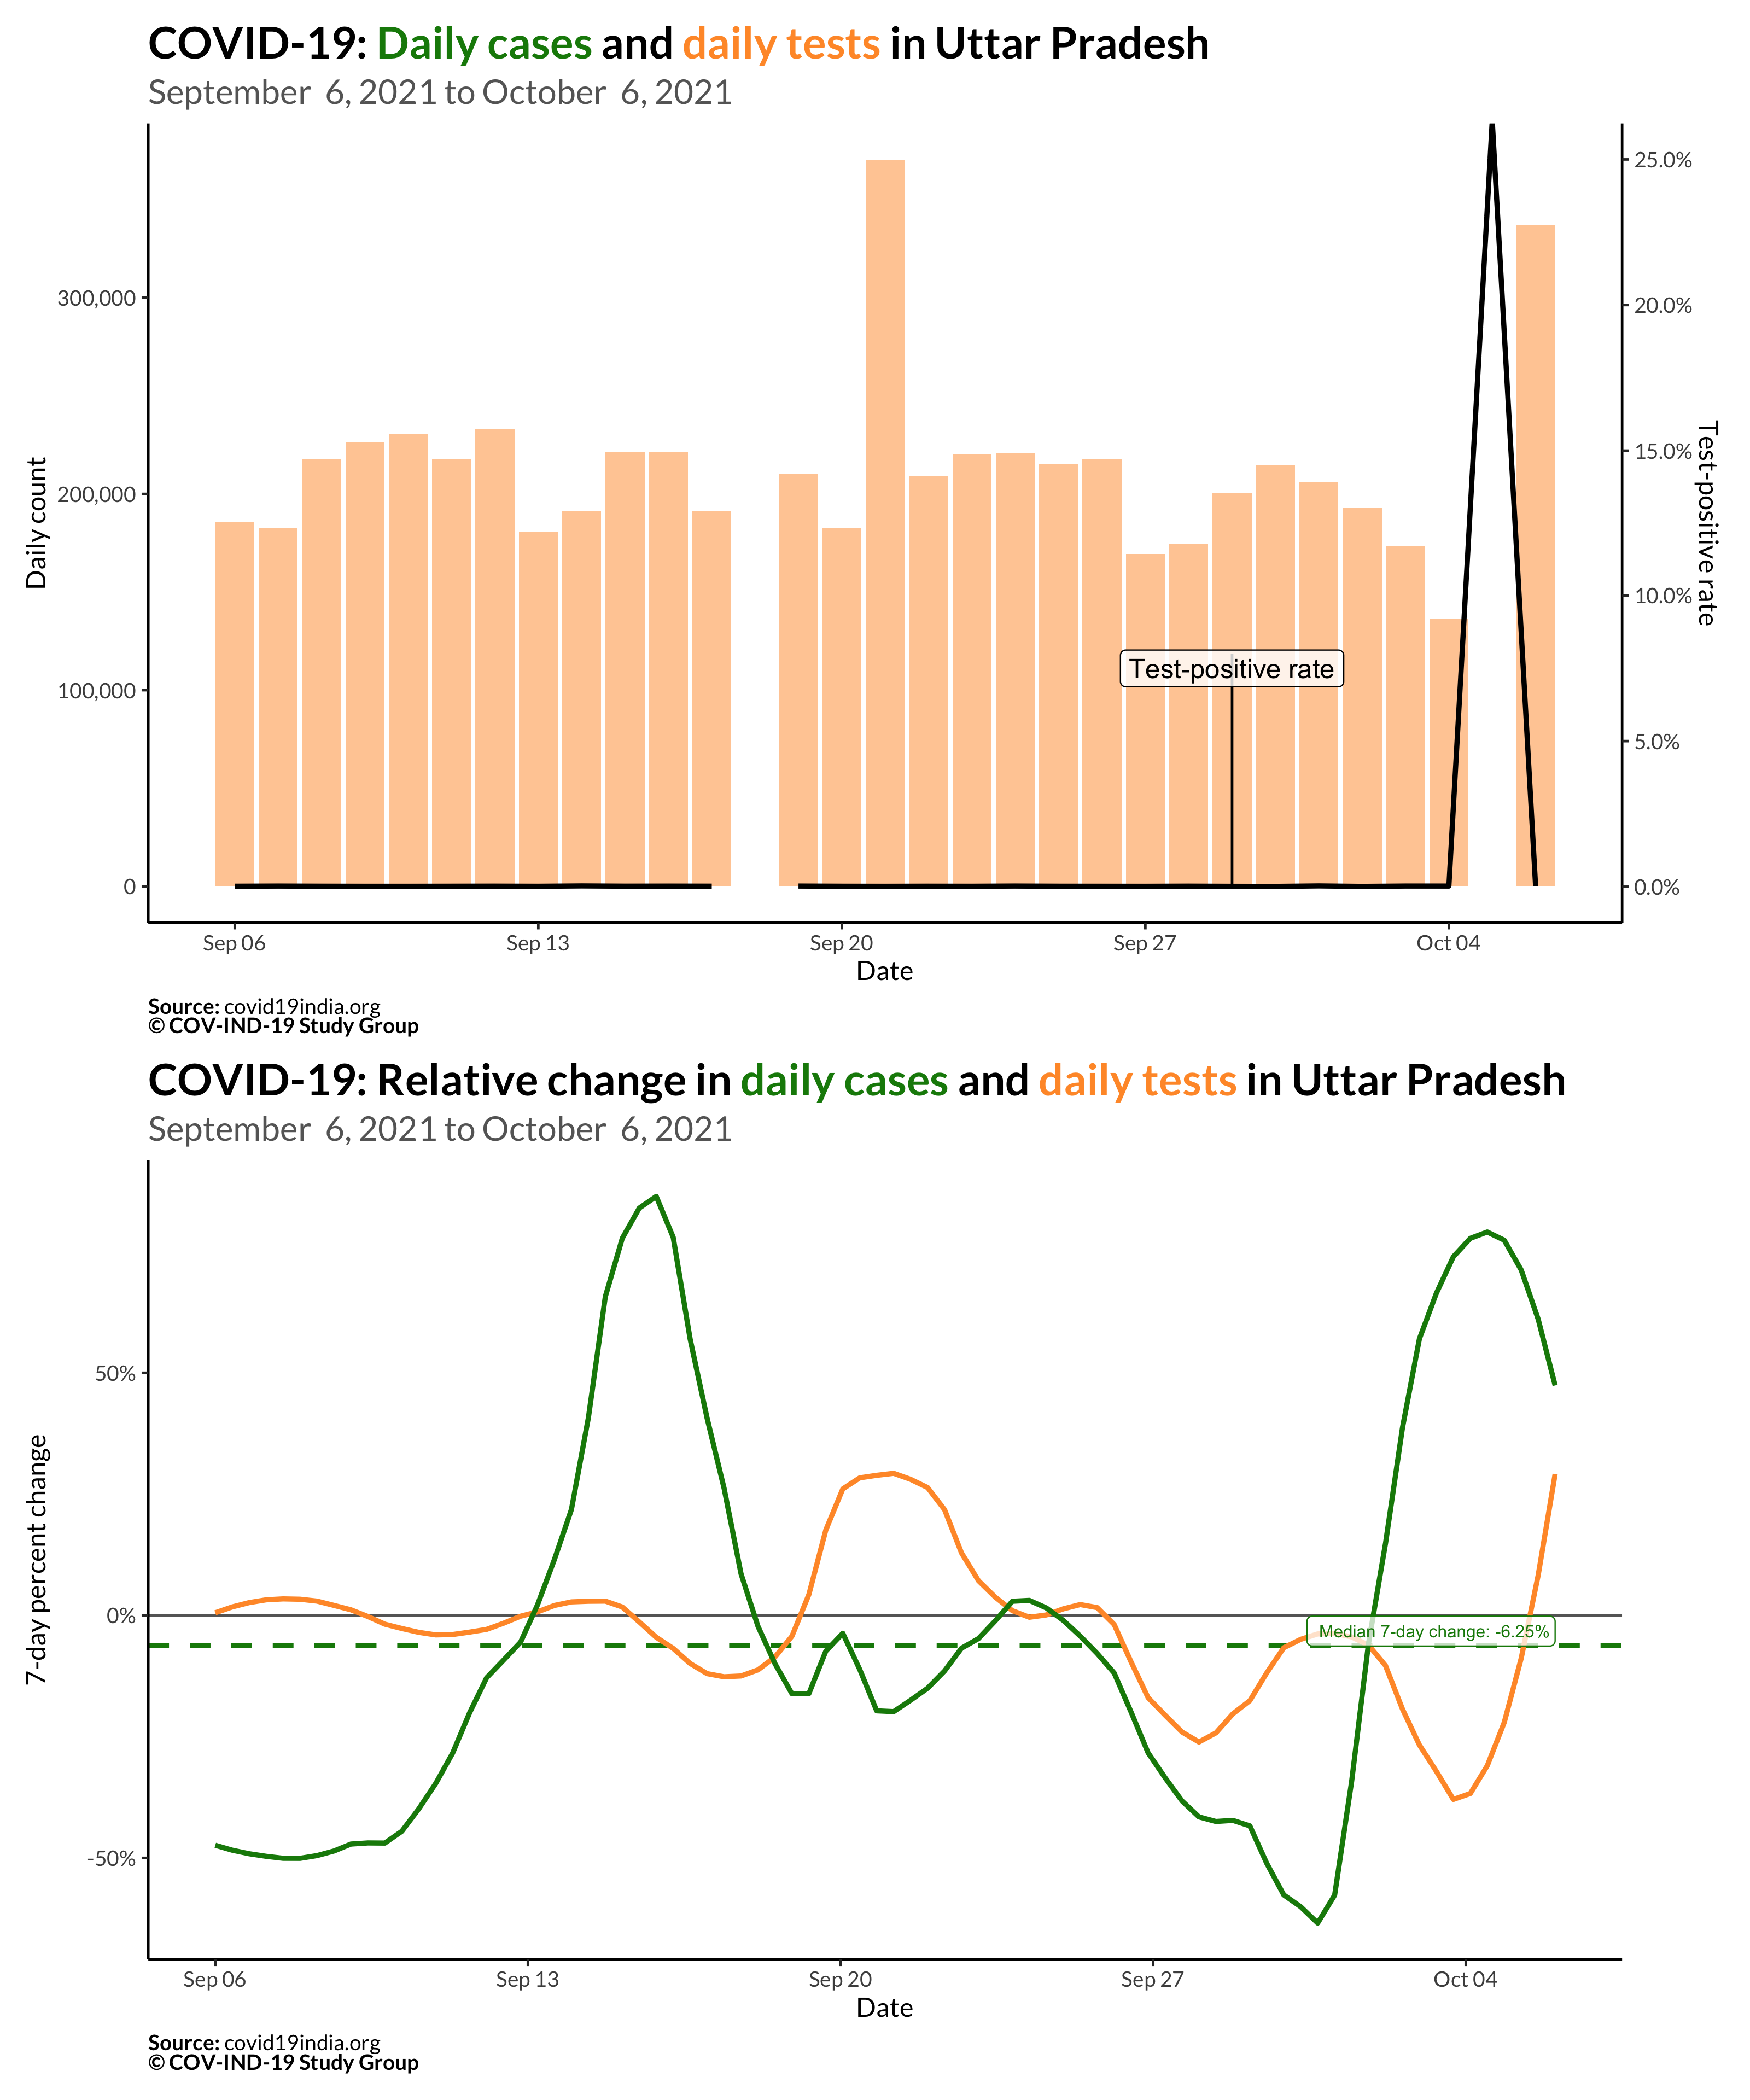 COVID-19: Daily cases and daily tests in Uttar Pradesh
September 6, 2021 to October 6, 2021
300,000
200,000
100,000
0
Daily count
25.0%
20.0%
15.0%
10.0%
5.0%
0.0%
Test-positive rate
Test-positive rate
Sep 06
Sep 13
Sep 20
Sep 27
Oct 04
Date
Source: covid19india.org
© COV-IND-19 Study Group
COVID-19: Relative change in daily cases and daily tests in Uttar Pradesh
September 6, 2021 to October 6, 2021
50%
0%
-50%
7-day percent change
Median 7-day change: -6.25%
Sep 06
Sep 13
Sep 20
Sep 27
Oct 04
Date
Source: covid19india.org
© COV-IND-19 Study Group